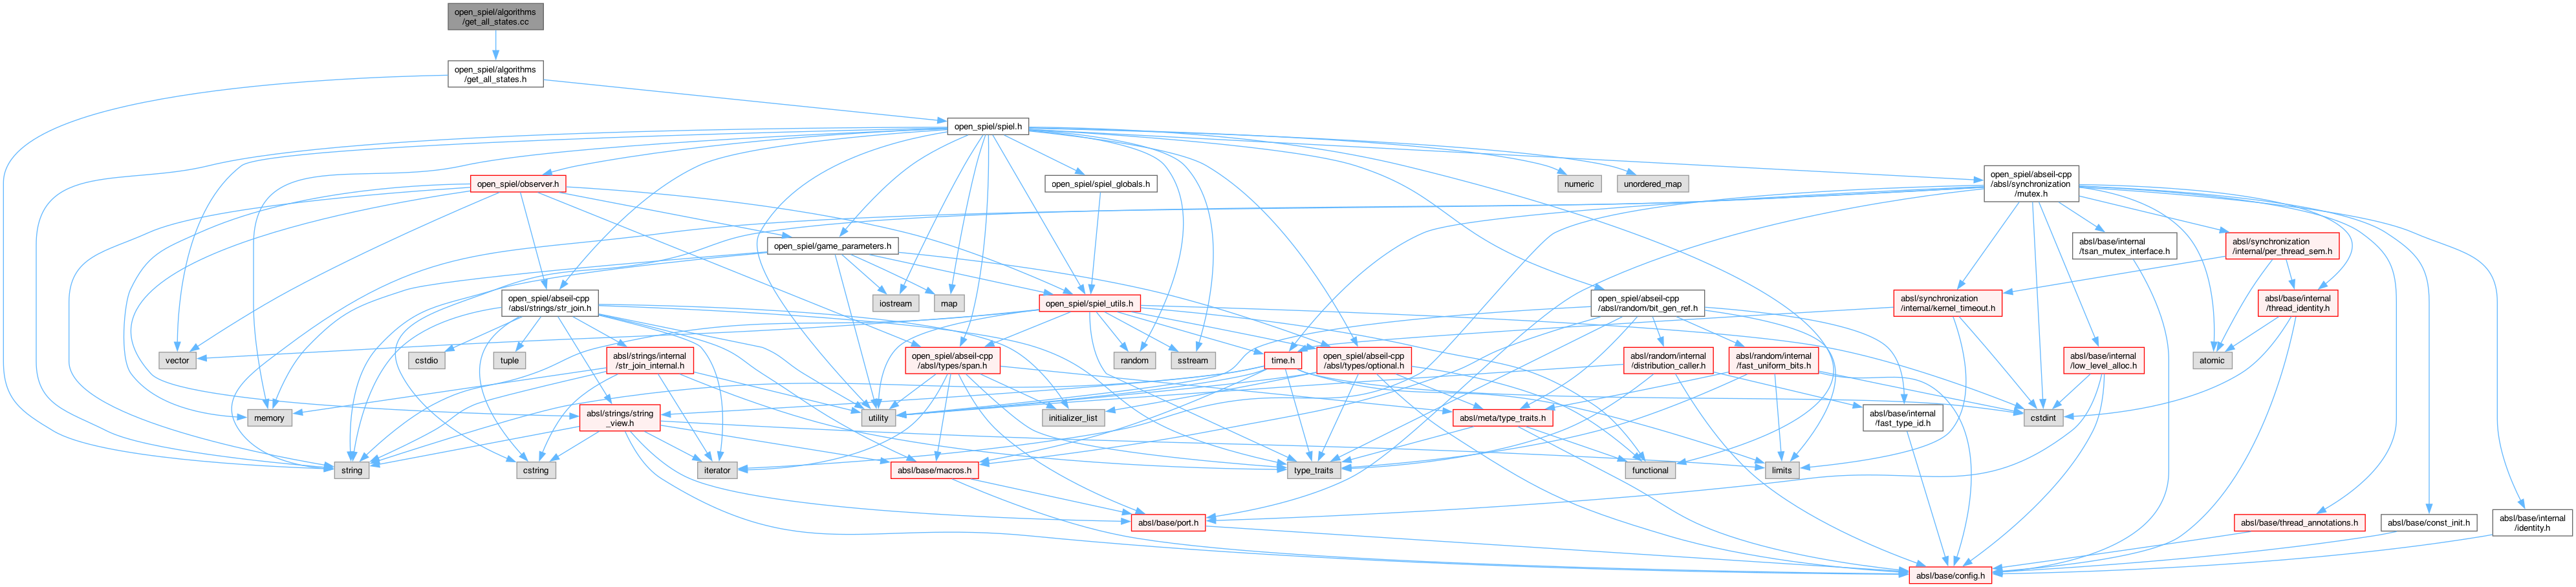 open_spiel/algorithms
/get_all_states.cc
open_spiel/algorithms
/get_all_states.h
open_spiel/spiel.h
open_spiel/observer.h
open_spiel/spiel_globals.h
numeric
unordered_map
open_spiel/abseil-cpp
/absl/synchronization
/mutex.h
open_spiel/game_parameters.h
absl/base/internal
/tsan_mutex_interface.h
absl/synchronization
/internal/per_thread_sem.h
open_spiel/abseil-cpp
/absl/strings/str_join.h
iostream
map
open_spiel/spiel_utils.h
open_spiel/abseil-cpp
/absl/random/bit_gen_ref.h
absl/synchronization
/internal/kernel_timeout.h
absl/base/internal
/thread_identity.h
vector
cstdio
tuple
absl/strings/internal
/str_join_internal.h
open_spiel/abseil-cpp
/absl/types/span.h
random
sstream
time.h
open_spiel/abseil-cpp
/absl/types/optional.h
absl/random/internal
/distribution_caller.h
absl/random/internal
/fast_uniform_bits.h
absl/base/internal
/low_level_alloc.h
atomic
memory
absl/strings/string
_view.h
utility
initializer_list
absl/meta/type_traits.h
absl/base/internal
/fast_type_id.h
cstdint
string
cstring
iterator
absl/base/macros.h
type_traits
functional
limits
absl/base/port.h
absl/base/thread_annotations.h
absl/base/const_init.h
absl/base/internal
/identity.h
absl/base/config.h